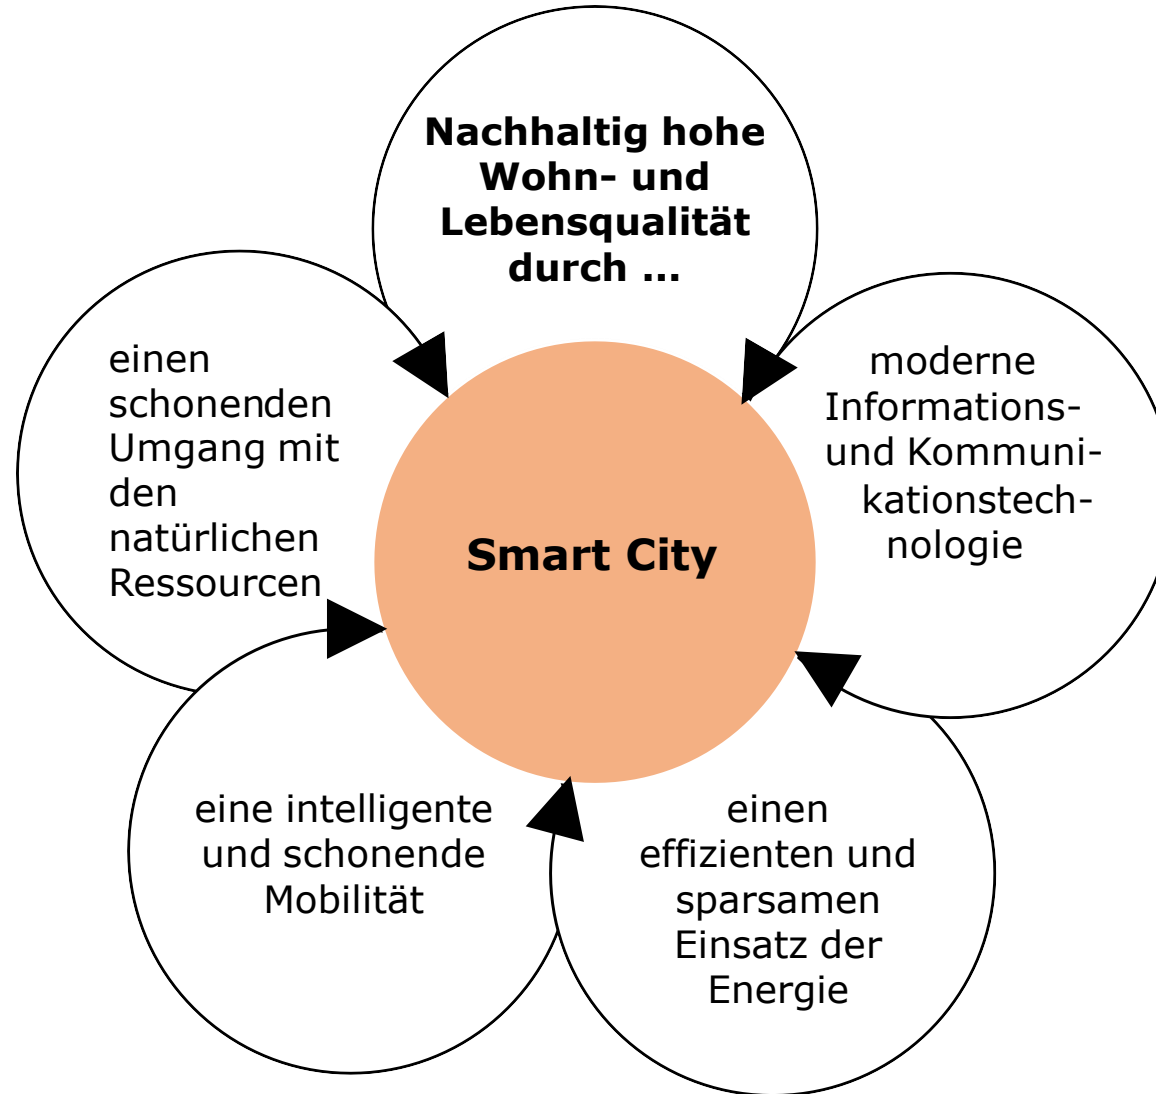 Nachhaltig hohe
Wohn- und
Lebensqualität
durch ...
moderne
Informations-
und Kommuni-
kationstech-
nologie
einen
effizienten und
sparsamen
Einsatz der
Energie
eine intelligente
und schonende
Mobilität
einen
schonenden
Umgang mit
den
natürlichen
Ressourcen
Smart City